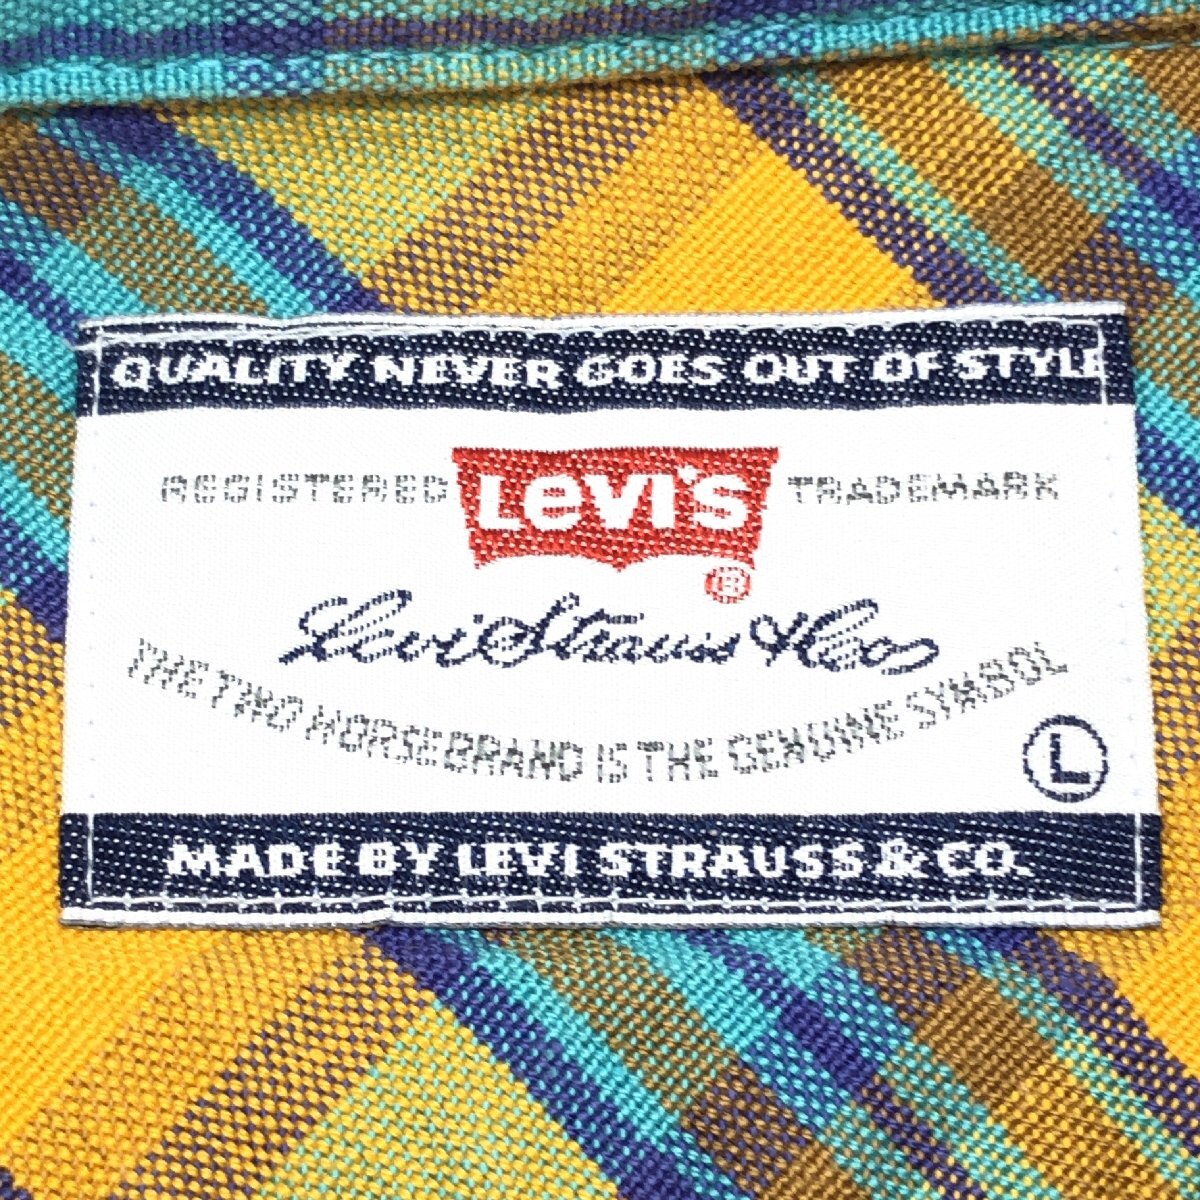 QUALITY NEVER GOES OUT OF STYLE
REGISTERED Levi's TRADEMARK
®
Levi Strauss & Co
THE TWO HORSE BRAND IS THE GENUINE SYMBOL
L
MADE BY LEVI STRAUSS & CO.